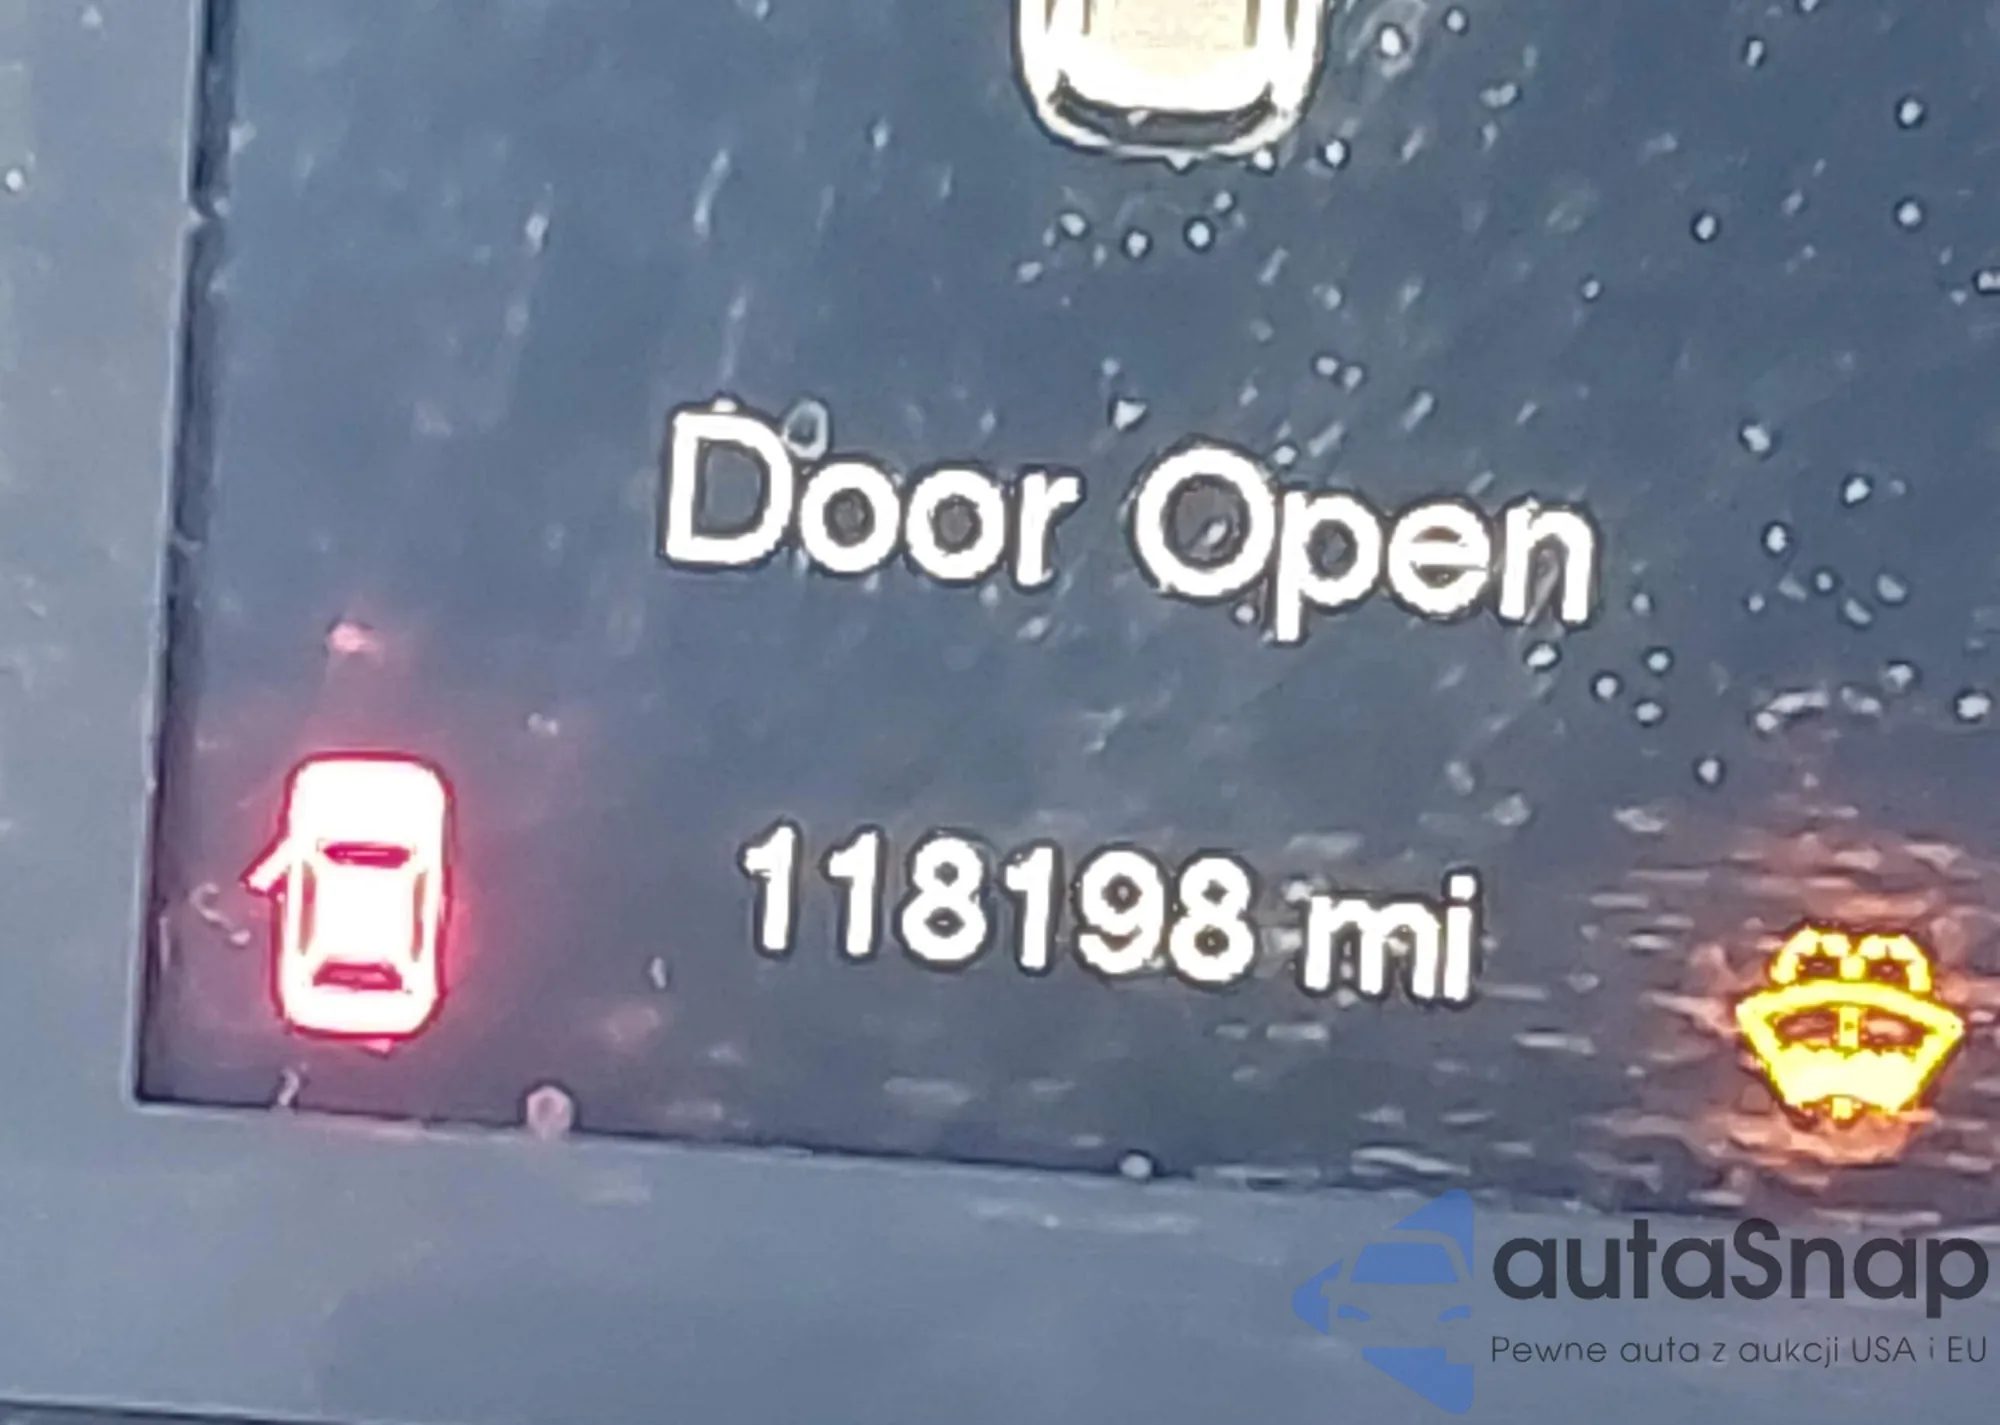 Door Open
118198 mi
autaSnap
Pewne auta z aukcji USA i EU